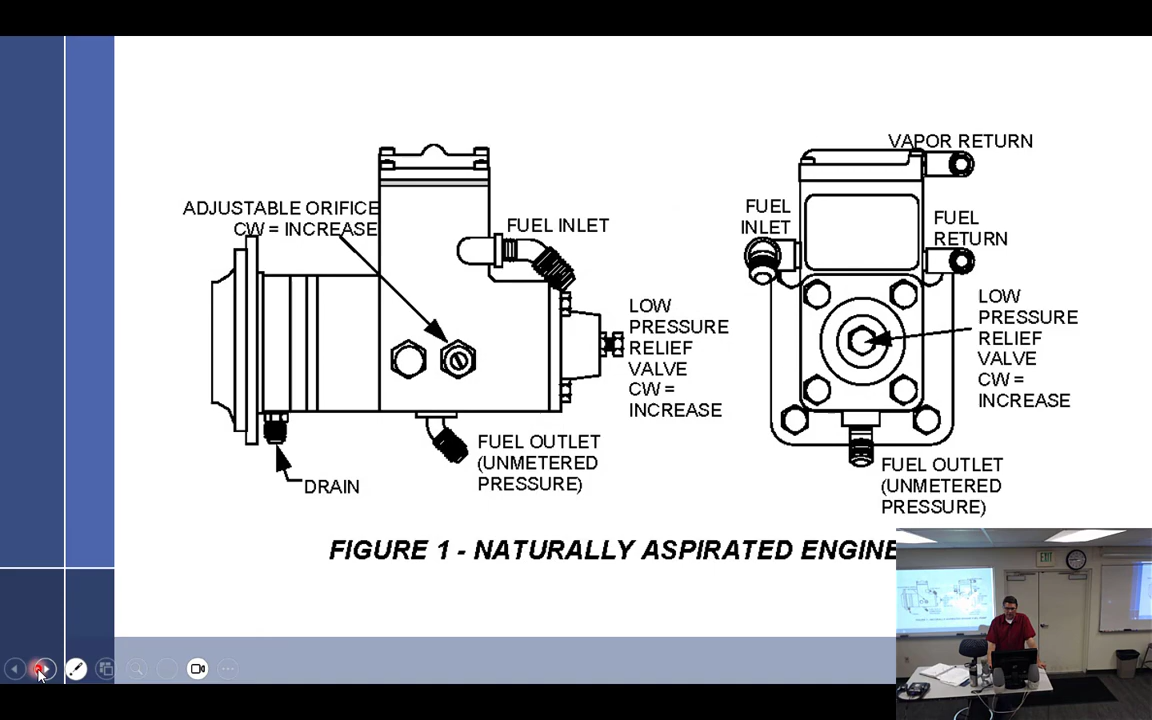 VAPOR RETURN
ADJUSTABLE ORIFICE
CW = INCREASE
FUEL INLET
FUEL
INLET
FUEL
RETURN
LOW
PRESSURE
RELIEF
VALVE
CW =
INCREASE
LOW
PRESSURE
RELIEF
VALVE
CW =
INCREASE
FUEL OUTLET
(UNMETERED
PRESSURE)
DRAIN
FUEL OUTLET
(UNMETERED
PRESSURE)
FIGURE 1 - NATURALLY ASPIRATED ENGINE
EXIT